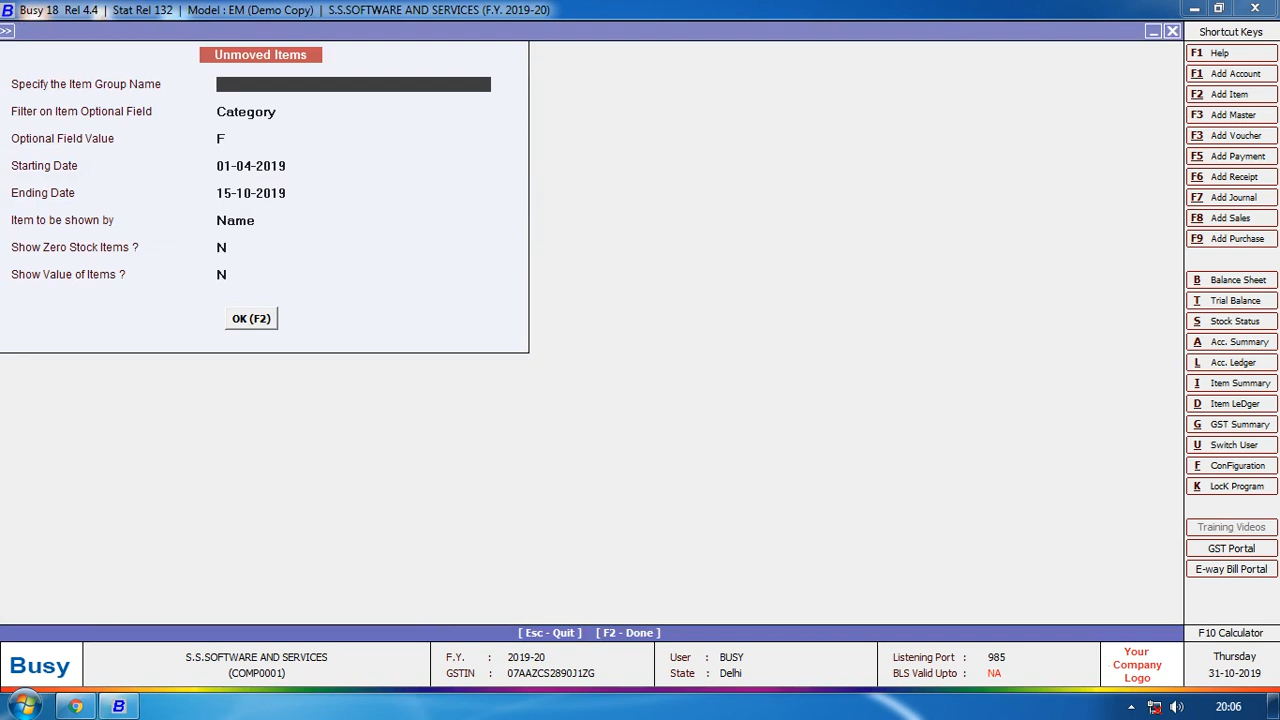 Busy 18 Rel 4.4 | Stat Rel 132 | Model : EM (Demo Copy) | S.S.SOFTWARE AND SERVICES (F.Y. 2019-20)
>>
Unmoved Items
Specify the Item Group Name
Filter on Item Optional Field Category
Optional Field Value F
Starting Date 01-04-2019
Ending Date 15-10-2019
Item to be shown by Name
Show Zero Stock Items ? N
Show Value of Items ? N
OK (F2)
Shortcut Keys
F1 Help
F1 Add Account
F2 Add Item
F3 Add Master
F3 Add Voucher
F5 Add Payment
F6 Add Receipt
F7 Add Journal
F8 Add Sales
F9 Add Purchase
B Balance Sheet
T Trial Balance
S Stock Status
A Acc. Summary
L Acc. Ledger
I Item Summary
D Item LeDger
G GST Summary
U Switch User
F ConFiguration
K LocK Program
Training Videos
GST Portal
E-way Bill Portal
[ Esc - Quit ] [ F2 - Done ]
F10 Calculator
Busy
S.S.SOFTWARE AND SERVICES
(COMP0001)
F.Y. : 2019-20
GSTIN : 07AAZCS2890J1ZG
User : BUSY
State : Delhi
Listening Port : 985
BLS Valid Upto : NA
Your
Company
Logo
Thursday
31-10-2019
B
20:06